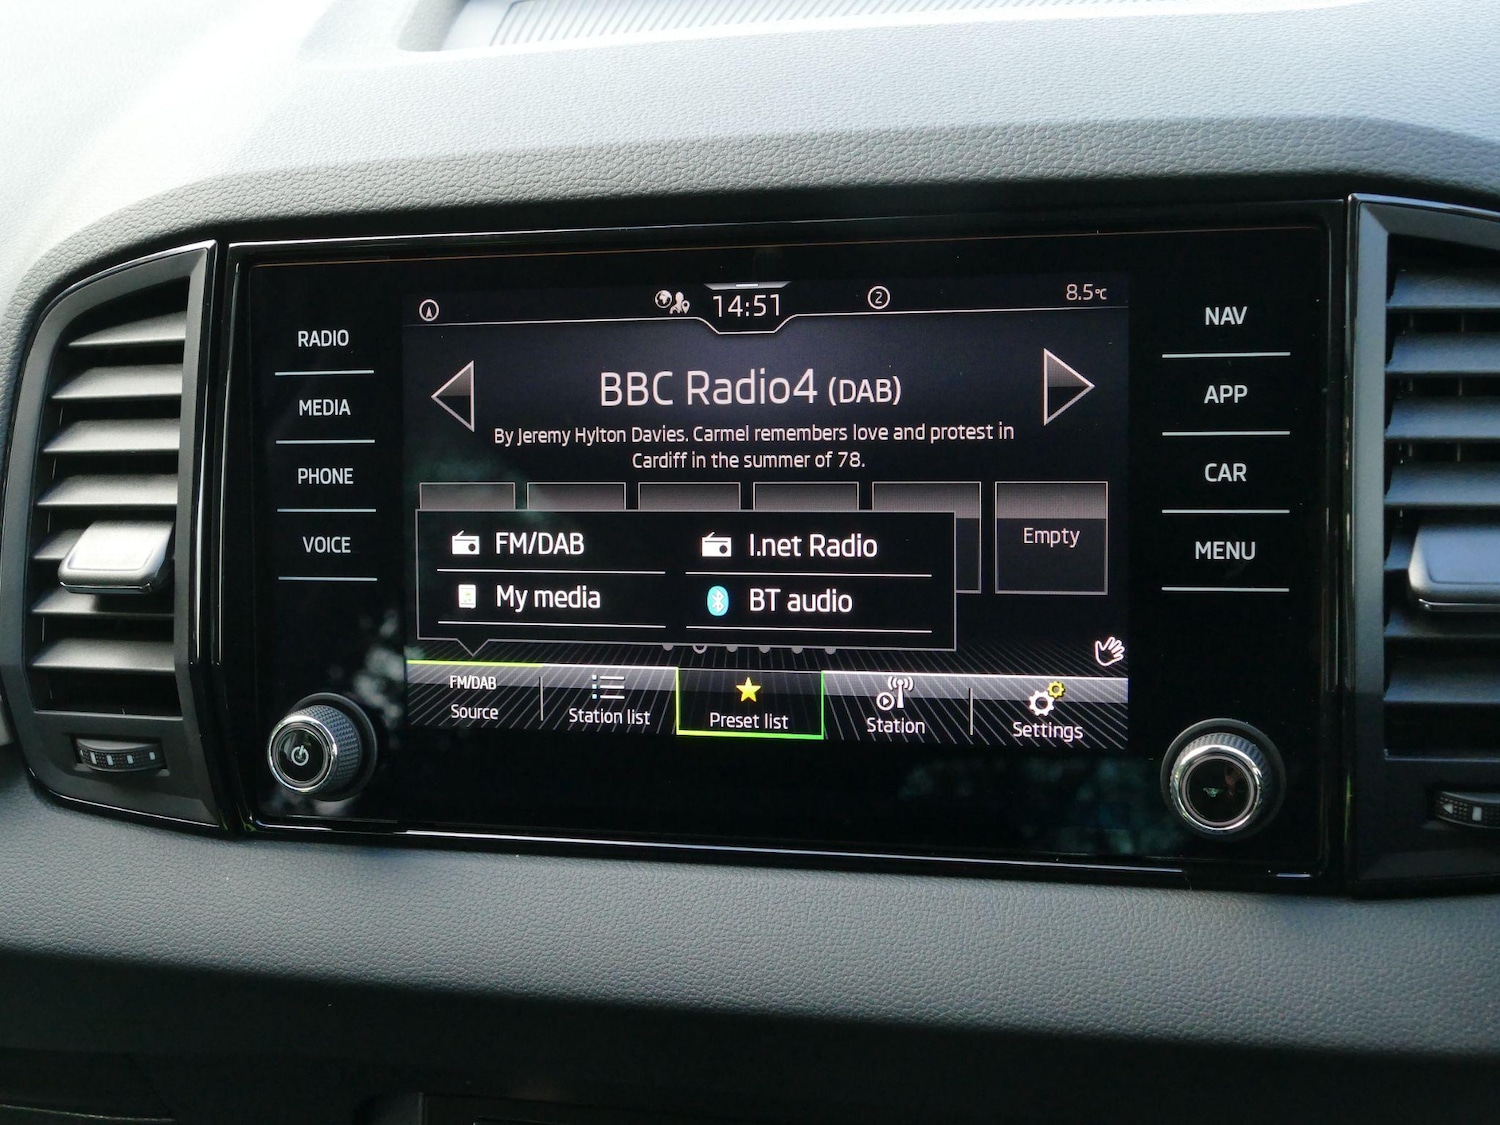 14:51
2
8.5°C
RADIO
MEDIA
PHONE
VOICE
BBC Radio4 (DAB)
By Jeremy Hylton Davies. Carmel remembers love and protest in
Cardiff in the summer of 78.
Empty
FM/DAB
I.net Radio
My media
BT audio
FM/DAB
Source
Station list
Preset list
Station
Settings
NAV
APP
CAR
MENU